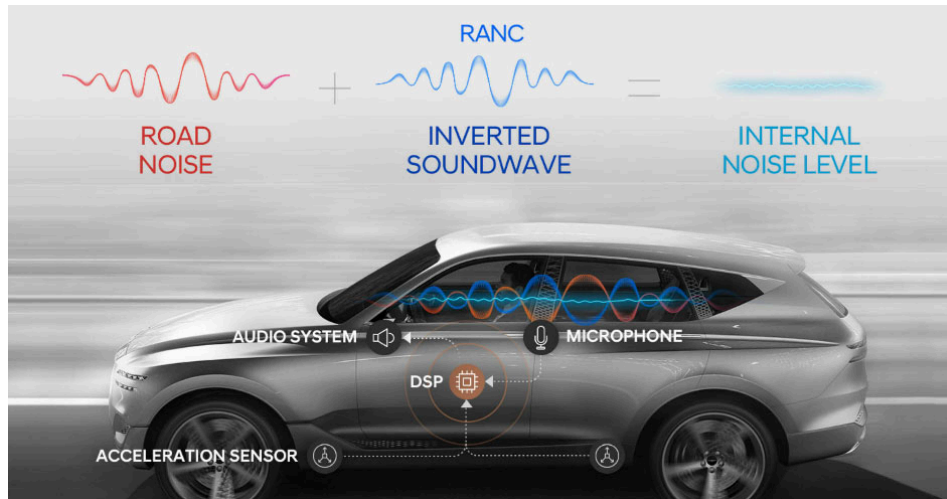 RANC
ROAD
NOISE
INVERTED
SOUNDWAVE
INTERNAL
NOISE LEVEL
AUDIO SYSTEM
MICROPHONE
DSP
ACCELERATION SENSOR